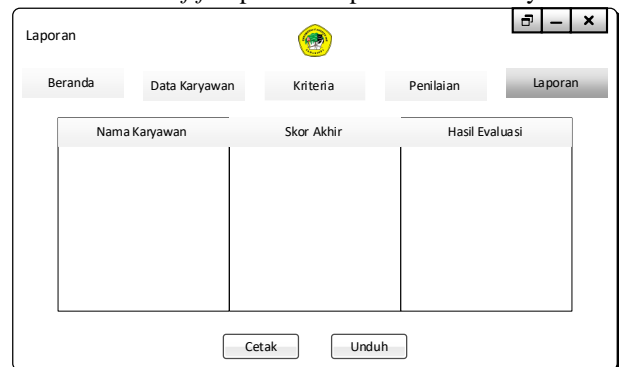 Laporan
Beranda Data Karyawan Kriteria Penilaian Laporan
Nama Karyawan Skor Akhir Hasil Evaluasi
Cetak Unduh